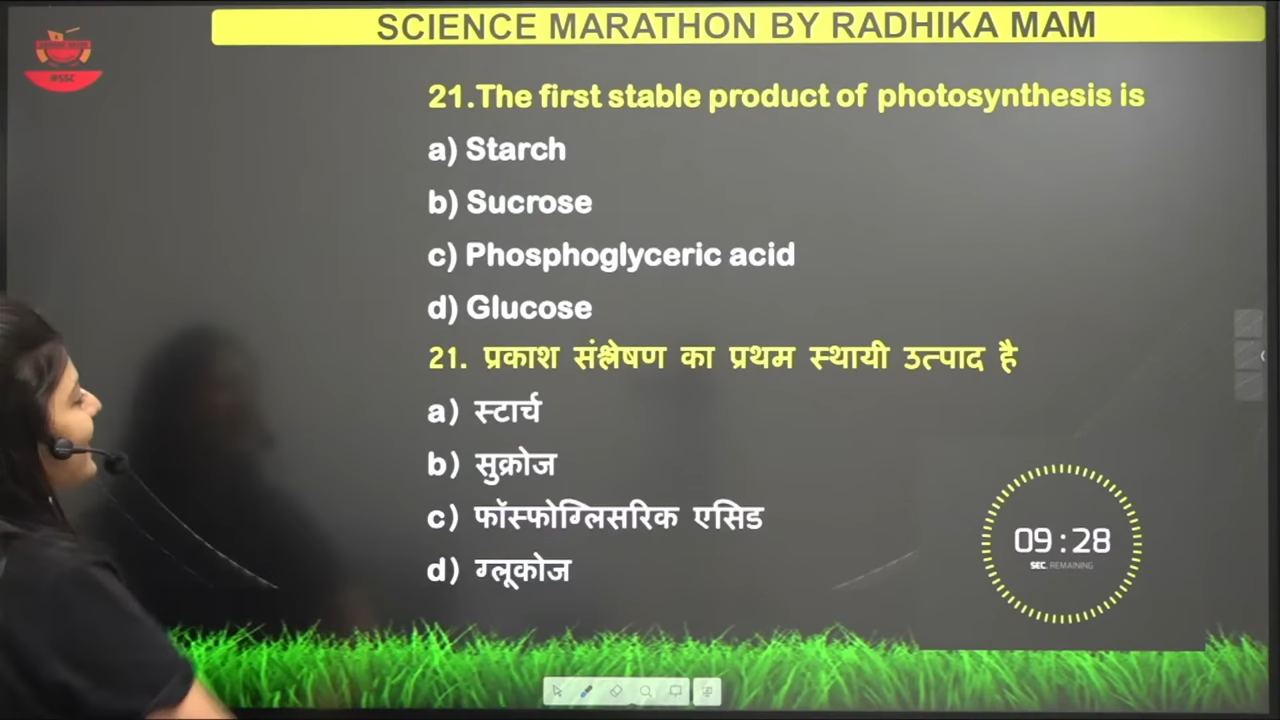 SCIENCE MARATHON BY RADHIKA MAM
@SSC
21.The first stable product of photosynthesis is
a) Starch
b) Sucrose
c) Phosphoglyceric acid
d) Glucose
21. प्रकाश संश्लेषण का प्रथम स्थायी उत्पाद है
a) स्टार्च
b) सुक्रोज
c) फॉस्फोग्लिसरिक एसिड
d) ग्लूकोज
09:28
SEC. REMAINING